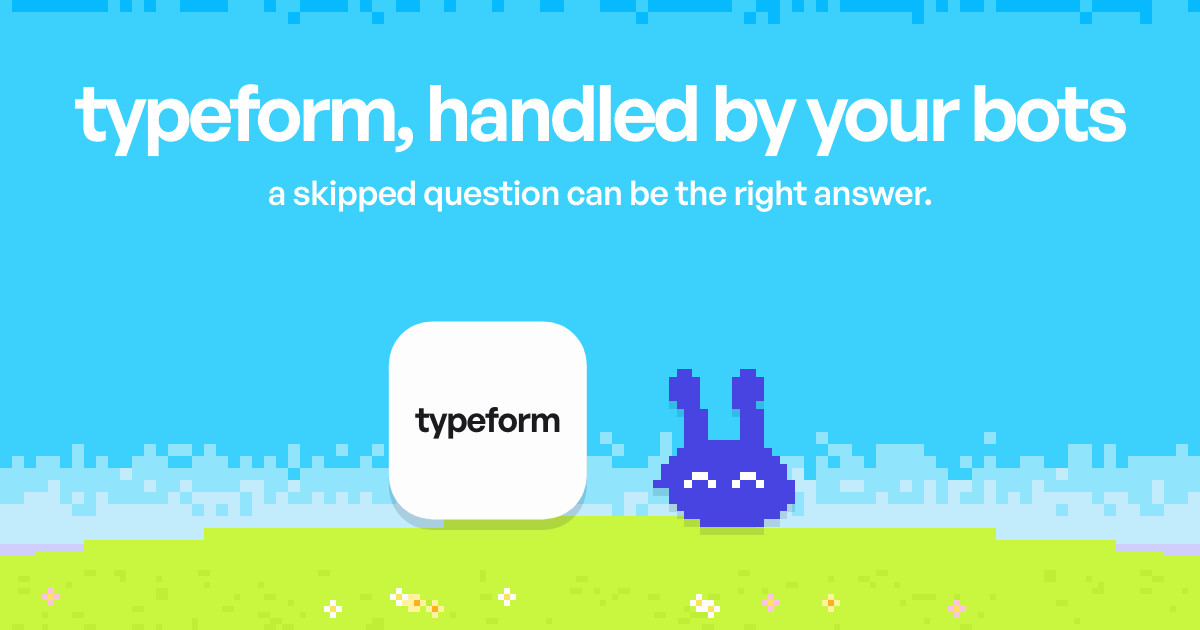 typeform, handled by your bots
a skipped question can be the right answer.
typeform